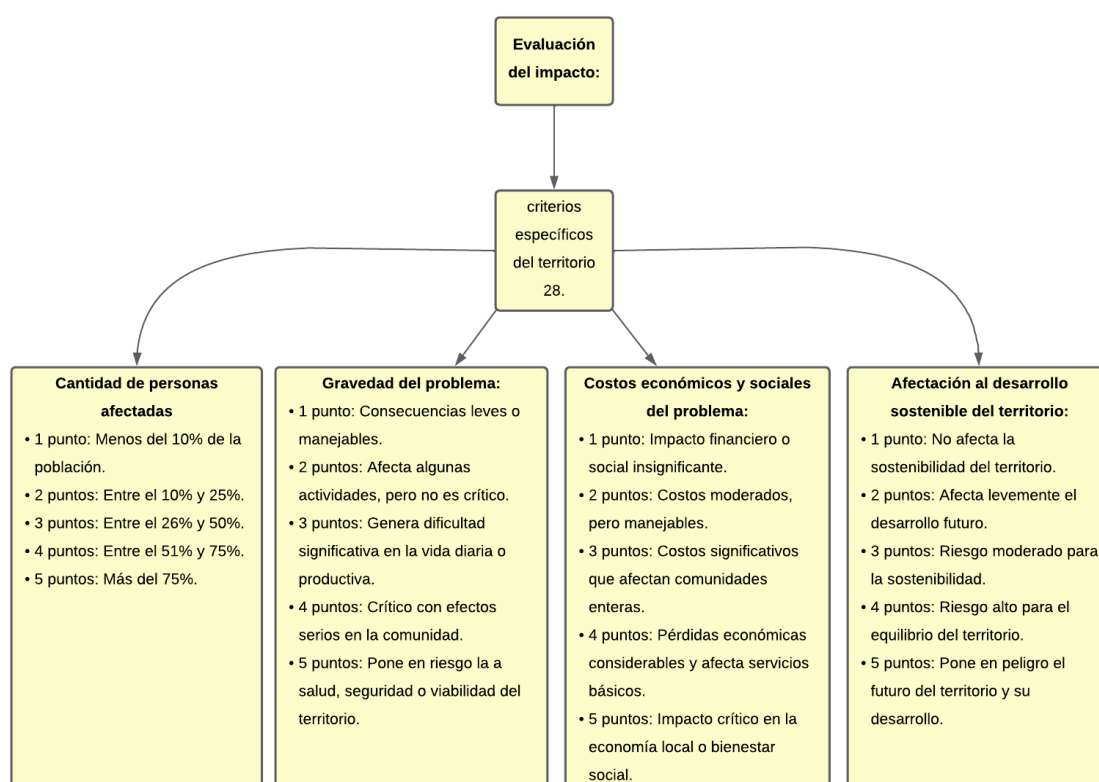 Evaluación
del impacto:
criterios
específicos
del territorio
28.
Cantidad de personas
afectadas
• 1 punto: Menos del 10% de la
población.
• 2 puntos: Entre el 10% y 25%.
• 3 puntos: Entre el 26% y 50%.
• 4 puntos: Entre el 51% y 75%.
• 5 puntos: Más del 75%.
Gravedad del problema:
• 1 punto: Consecuencias leves o
manejables.
• 2 puntos: Afecta algunas
actividades, pero no es crítico.
• 3 puntos: Genera dificultad
significativa en la vida diaria o
productiva.
• 4 puntos: Crítico con efectos
serios en la comunidad.
• 5 puntos: Pone en riesgo la a
salud, seguridad o viabilidad del
territorio.
Costos económicos y sociales
del problema:
• 1 punto: Impacto financiero o
social insignificante.
• 2 puntos: Costos moderados,
pero manejables.
• 3 puntos: Costos significativos
que afectan comunidades
enteras.
• 4 puntos: Pérdidas económicas
considerables y afecta servicios
básicos.
• 5 puntos: Impacto crítico en la
economía local o bienestar
social.
Afectación al desarrollo
sostenible del territorio:
• 1 punto: No afecta la
sostenibilidad del territorio.
• 2 puntos: Afecta levemente el
desarrollo futuro.
• 3 puntos: Riesgo moderado para
la sostenibilidad.
• 4 puntos: Riesgo alto para el
equilibrio del territorio.
• 5 puntos: Pone en peligro el
futuro del territorio y su
desarrollo.